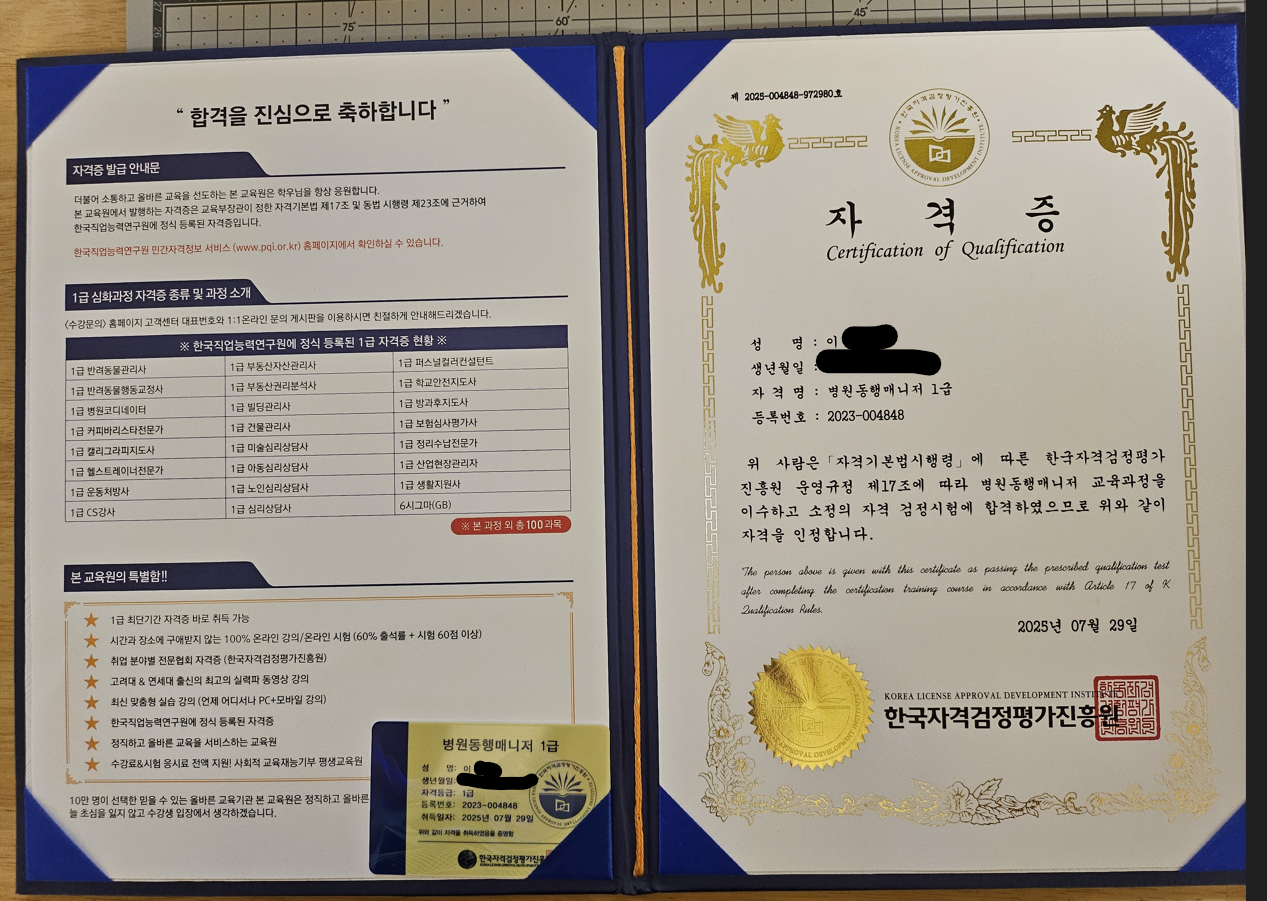 75°
60°
45°
“ 합격을 진심으로 축하합니다 ”
자격증 발급 안내문
더불어 소통하고 올바른 교육을 선도하는 본 교육원은 학우님을 항상 응원합니다.
본 교육원에서 발행하는 자격증은 교육부장관이 정한 자격기본법 제17조 및 동법 시행령 제23조에 근거하여
한국직업능력연구원에 정식 등록된 자격증입니다.
한국직업능력연구원 민간자격정보 서비스 (www.pqi.or.kr) 홈페이지에서 확인하실 수 있습니다.
1급 심화과정 자격증 종류 및 과정 소개
<수강문의> 홈페이지 고객센터 대표번호와 1:1온라인 문의 게시판을 이용하시면 친절하게 안내해드리겠습니다.
※ 한국직업능력연구원에 정식 등록된 1급 자격증 현황 ※
1급 반려동물관리사 1급 부동산자산관리사 1급 퍼스널컬러컨설턴트
1급 반려동물행동교정사 1급 부동산권리분석사 1급 학교안전지도사
1급 병원코디네이터 1급 빌딩관리사 1급 방과후지도사
1급 커피바리스타전문가 1급 건물관리사 1급 보험심사평가사
1급 캘리그라피지도사 1급 미술심리상담사 1급 정리수납전문가
1급 헬스트레이너전문가 1급 아동심리상담사 1급 산업현장관리자
1급 운동처방사 1급 노인심리상담사 1급 생활지원사
1급 CS강사 1급 심리상담사 6시그마(GB)
※ 본 과정 외 총 100과목
본 교육원의 특별함!!
★ 1급 최단기간 자격증 바로 취득 가능
★ 시간과 장소에 구애받지 않는 100% 온라인 강의/온라인 시험 (60% 출석률 + 시험 60점 이상)
★ 취업 분야별 전문협회 자격증 (한국자격검정평가진흥원)
★ 고려대 & 연세대 출신의 최고의 실력파 동영상 강의
★ 최신 맞춤형 실습 강의 (언제 어디서나 PC+모바일 강의)
★ 한국직업능력연구원에 정식 등록된 자격증
★ 정직하고 올바른 교육을 서비스하는 교육원
★ 수강료&시험 응시료 전액 지원! 사회적 교육재능기부 평생교육원
10만 명이 선택한 믿을 수 있는 올바른 교육기관 본 교육원은 정직하고 올바른
늘 초심을 잃지 않고 수강생 입장에서 생각하겠습니다.
병원동행매니저 1급
성 명: 이
생년월일:
자격등급: 1급
등록번호: 2023-004848
취득일자: 2025년 07월 29일
위와 같이 자격을 취득하였음을 증명함
한국자격검정평가진흥
제 2025-004848-972980호
한국자격검정평가진흥원
KOREA LICENSE APPROVAL DEVELOPMENT INSTITUTE
자 격 증
Certification of Qualification
성 명 : 이
생년월일 :
자 격 명 : 병원동행매니저 1급
등록번호 : 2023-004848
위 사람은「자격기본법시행령」에 따른 한국자격검정평가
진흥원 운영규정 제17조에 따라 병원동행매니저 교육과정을
이수하고 소정의 자격 검정시험에 합격하였으므로 위와 같이
자격을 인정합니다.
The person above is given with this certificate as passing the prescribed qualification test
after completing the certification training course in accordance with Article 17 of K
Qualification Rules.
2025년 07월 29일
KOREA LICENSE APPROVAL DEVELOPMENT INSTITUTE
한국자격검정평가진흥원